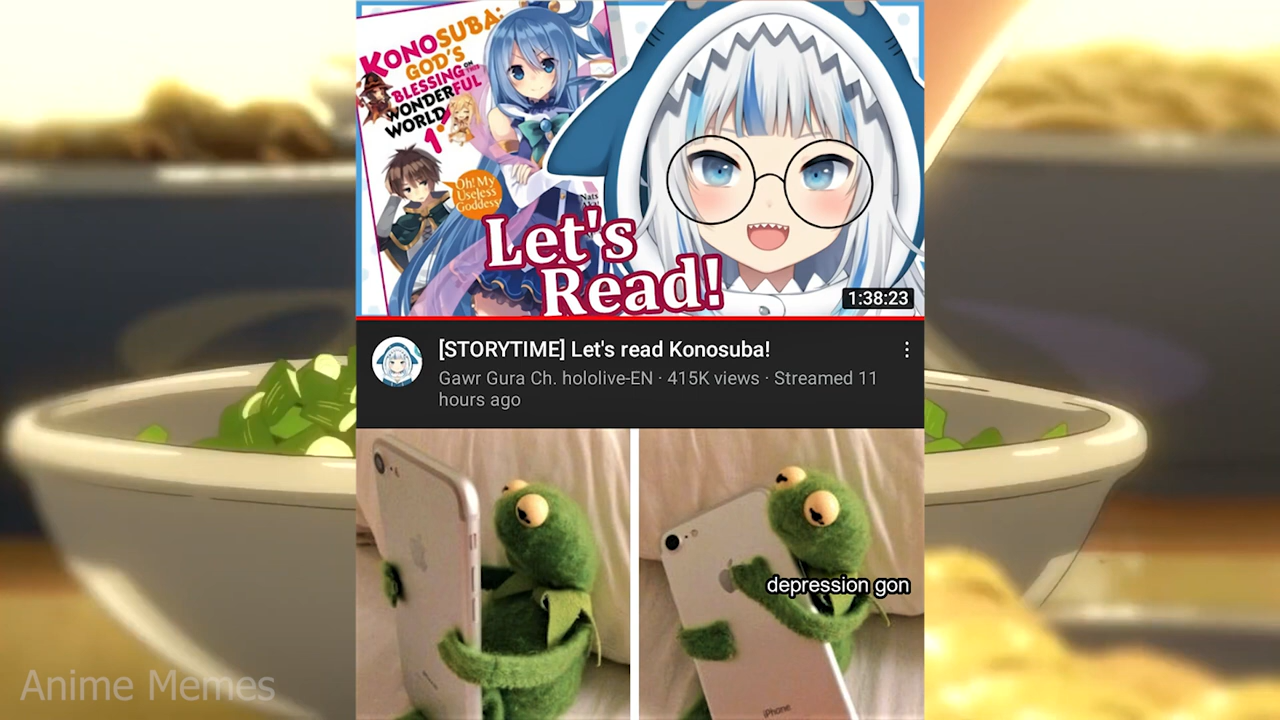 KONOSUBA:
GOD'S
BLESSING ON THIS
WONDERFUL
WORLD!
1
Oh! My
Useless
Goddess
Let's
Read!
1:38:23
[STORYTIME] Let's read Konosuba!
Gawr Gura Ch. hololive-EN · 415K views · Streamed 11
hours ago
depression gon
iPhone
Anime Memes